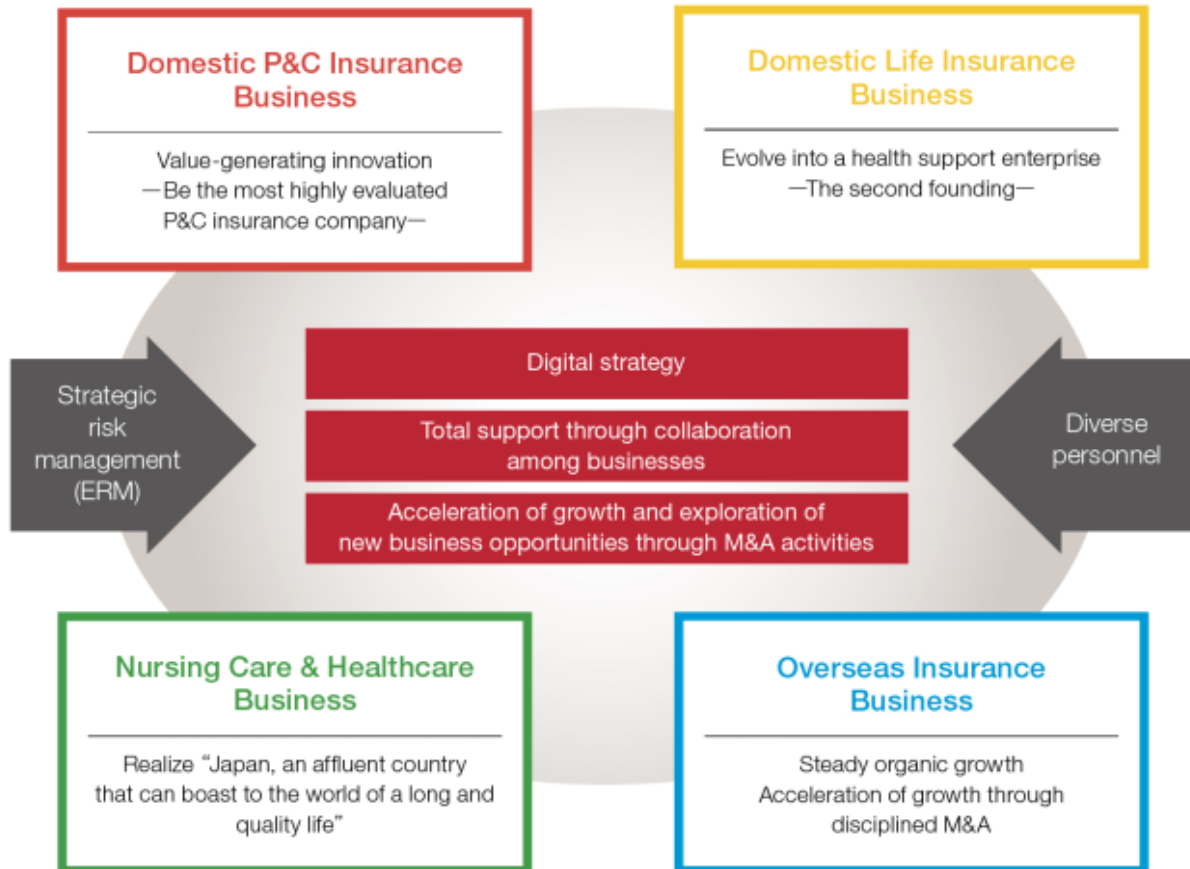 Domestic P&C Insurance
Business
Value-generating innovation
—Be the most highly evaluated
P&C insurance company—
Domestic Life Insurance
Business
Evolve into a health support enterprise
—The second founding—
Strategic
risk
management
(ERM)
Digital strategy
Total support through collaboration
among businesses
Acceleration of growth and exploration of
new business opportunities through M&A activities
Diverse
personnel
Nursing Care & Healthcare
Business
Realize “Japan, an affluent country
that can boast to the world of a long and
quality life”
Overseas Insurance
Business
Steady organic growth
Acceleration of growth through
disciplined M&A